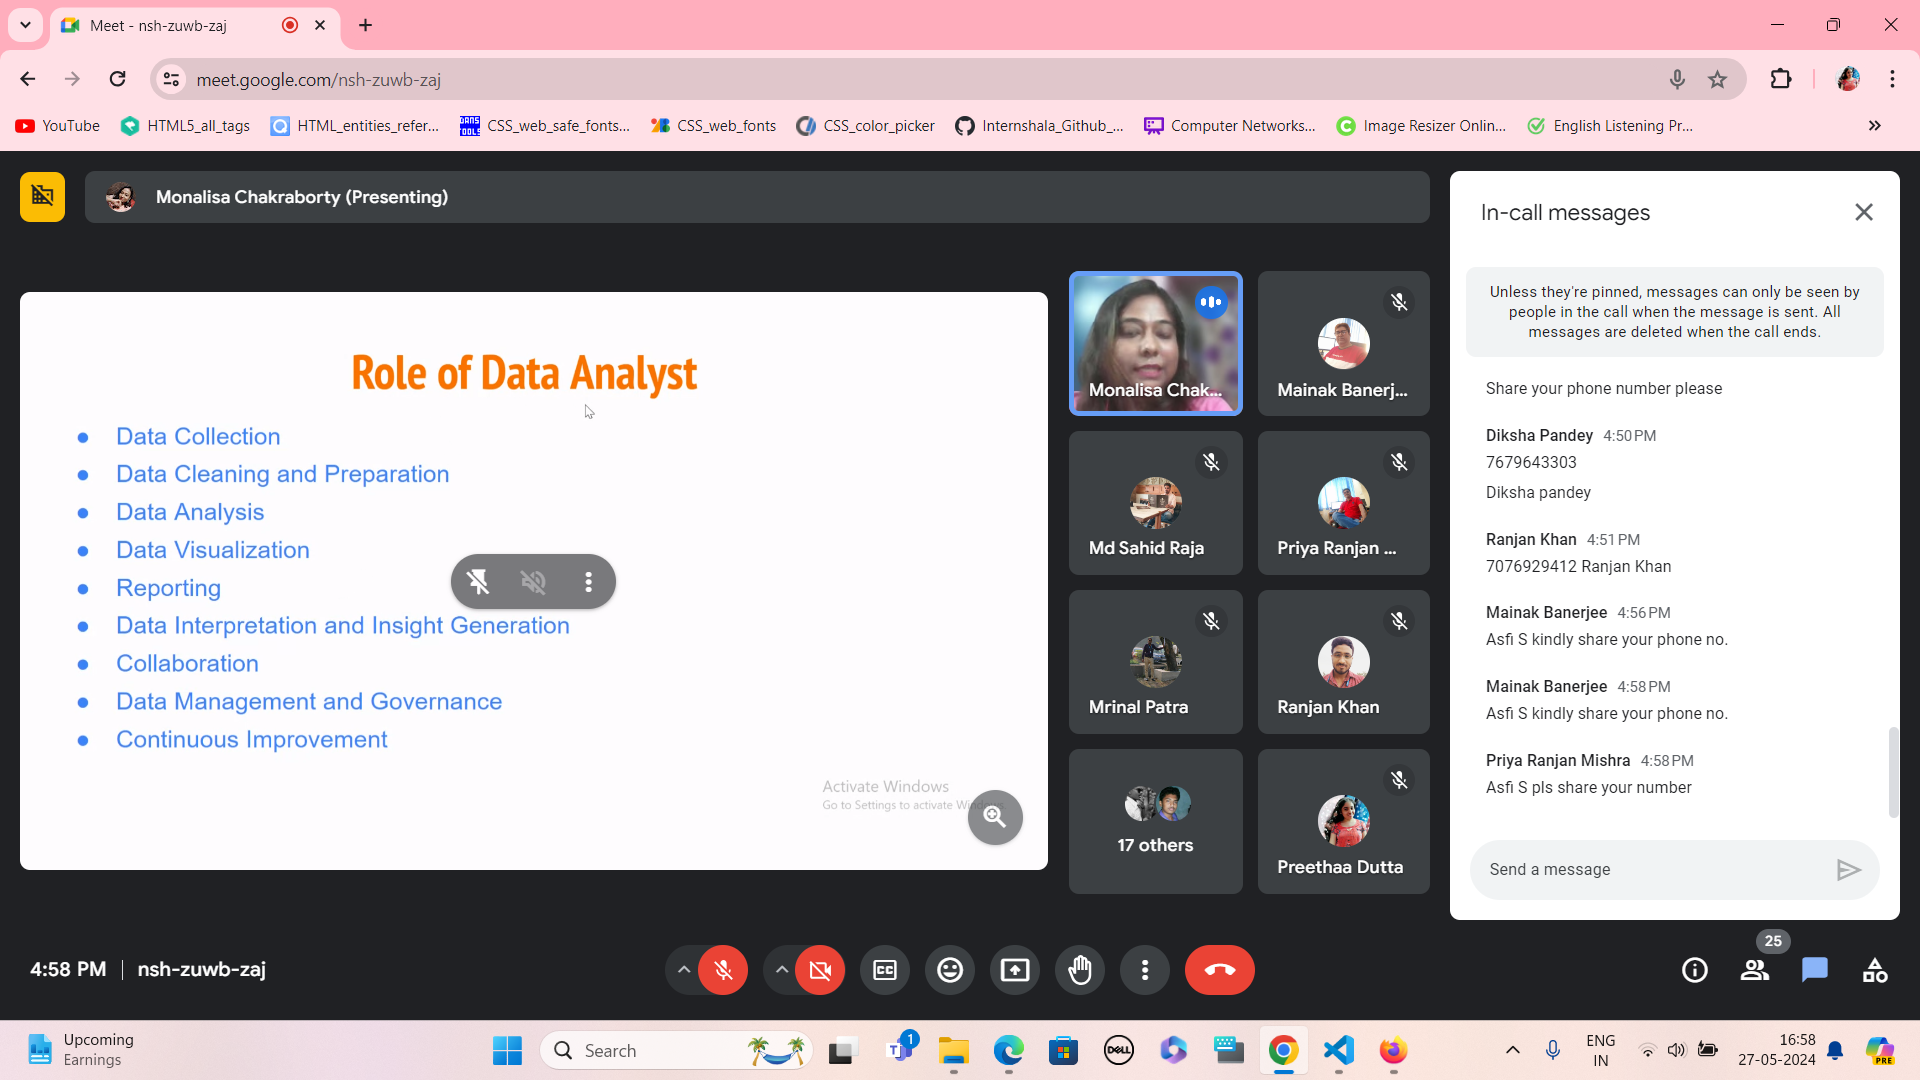 Meet - nsh-zuwb-zaj
meet.google.com/nsh-zuwb-zaj
YouTube
HTML5_all_tags
HTML_entities_refer...
CSS_web_safe_fonts...
CSS_web_fonts
CSS_color_picker
Internshala_Github_...
Computer Networks...
Image Resizer Onlin...
English Listening Pr...
Monalisa Chakraborty (Presenting)
Role of Data Analyst
Data Collection
Data Cleaning and Preparation
Data Analysis
Data Visualization
Reporting
Data Interpretation and Insight Generation
Collaboration
Data Management and Governance
Continuous Improvement
Activate Windows
Go to Settings to activate
Monalisa Chak...
Mainak Banerj...
Md Sahid Raja
Priya Ranjan ...
Mrinal Patra
Ranjan Khan
17 others
Preethaa Dutta
In-call messages
Unless they're pinned, messages can only be seen by
people in the call when the message is sent. All
messages are deleted when the call ends.
Share your phone number please
Diksha Pandey 4:50 PM
7679643303
Diksha pandey
Ranjan Khan 4:51 PM
7076929412 Ranjan Khan
Mainak Banerjee 4:56 PM
Asfi S kindly share your phone no.
Mainak Banerjee 4:58 PM
Asfi S kindly share your phone no.
Priya Ranjan Mishra 4:58 PM
Asfi S pls share your number
Send a message
4:58 PM | nsh-zuwb-zaj
25
Upcoming
Earnings
Search
1
DELL
ENG
IN
16:58
27-05-2024
PRE